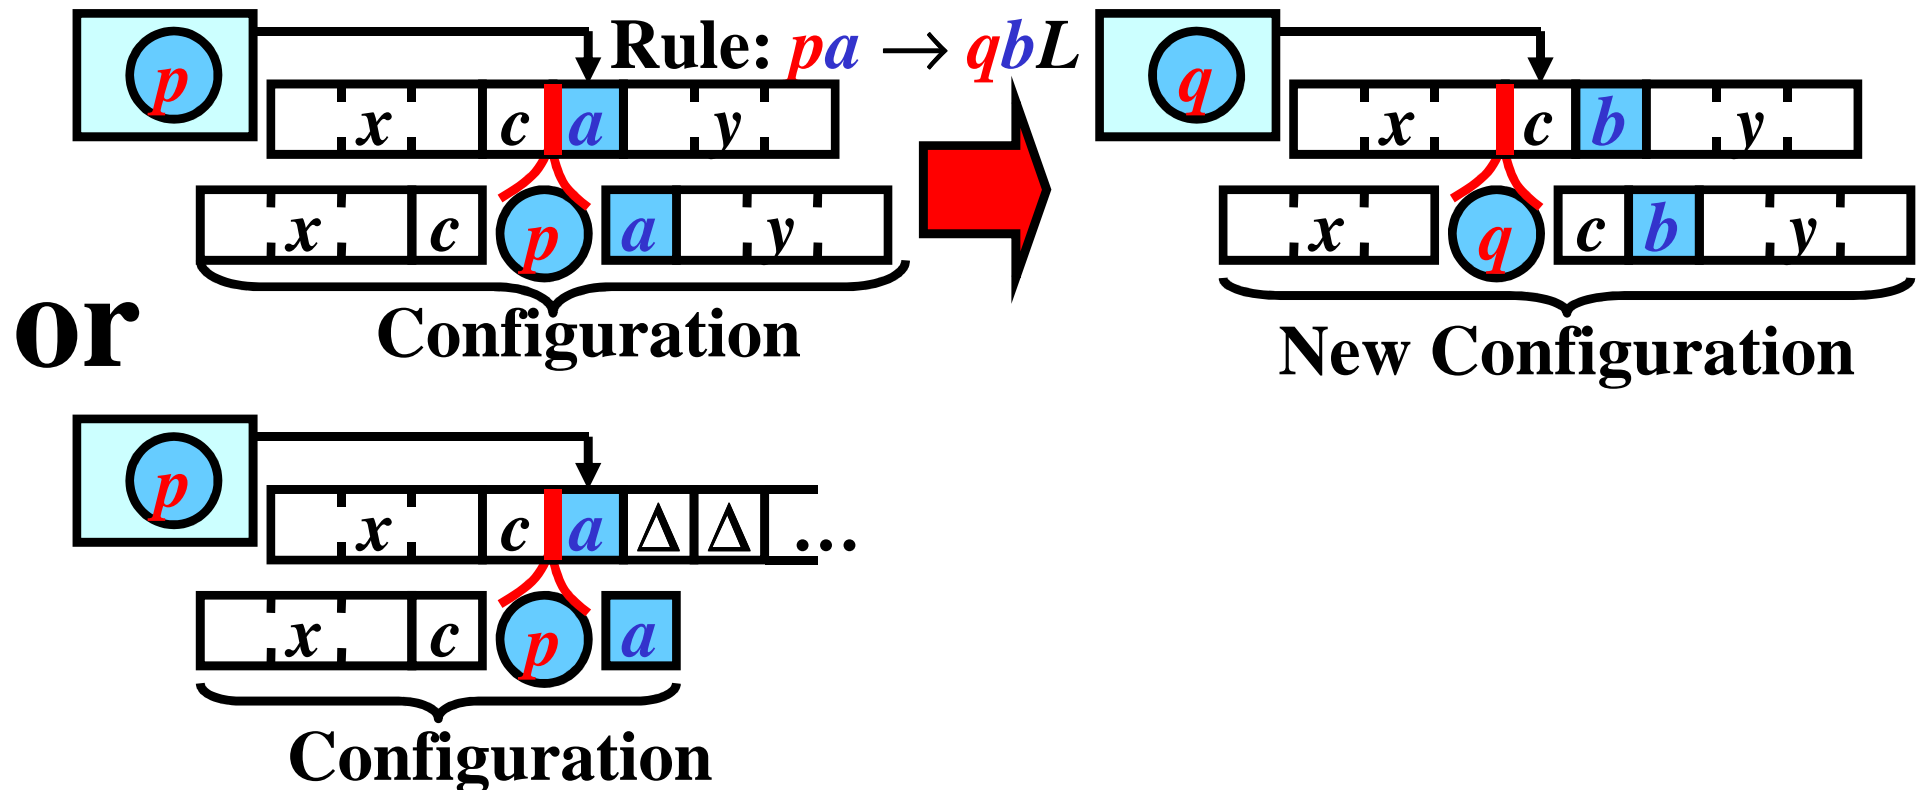 Rule: pa → qbL
p
x c a y
x c p a y
Configuration
q
x c b y
x q c b y
New Configuration
or
p
x c a Δ Δ ...
x c p a
Configuration